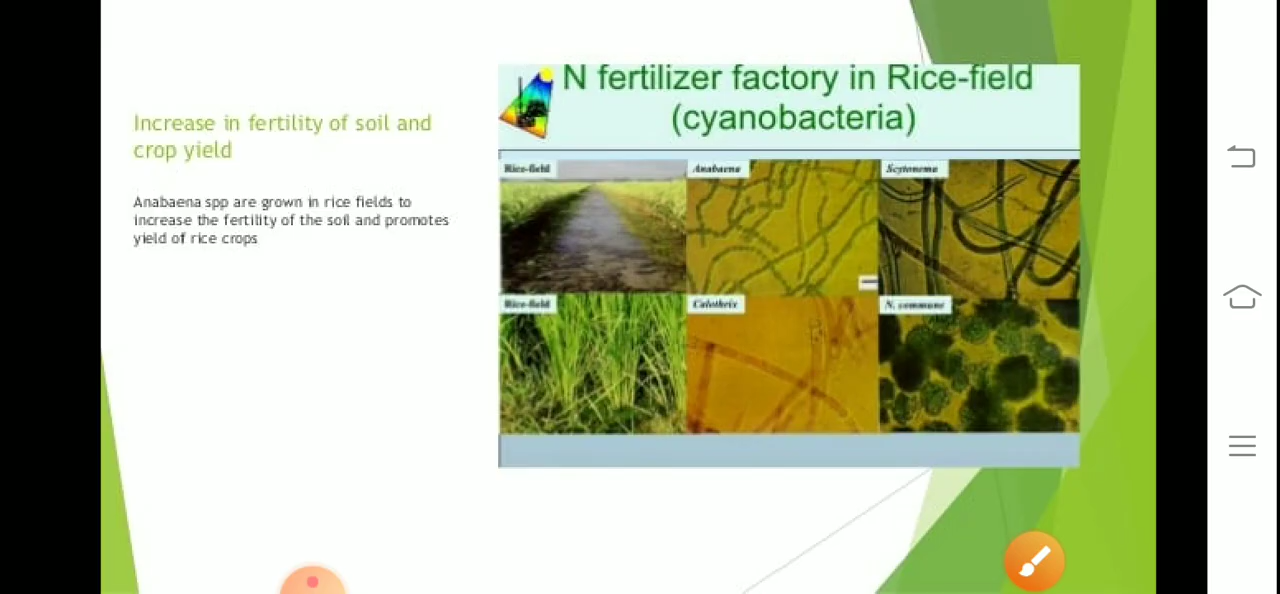 Increase in fertility of soil and
crop yield
Anabaena spp are grown in rice fields to
increase the fertility of the soil and promotes
yield of rice crops
N fertilizer factory in Rice-field
(cyanobacteria)
Rice-field
Anabaena
Scytonema
Rice-field
Calothrix
N. commune